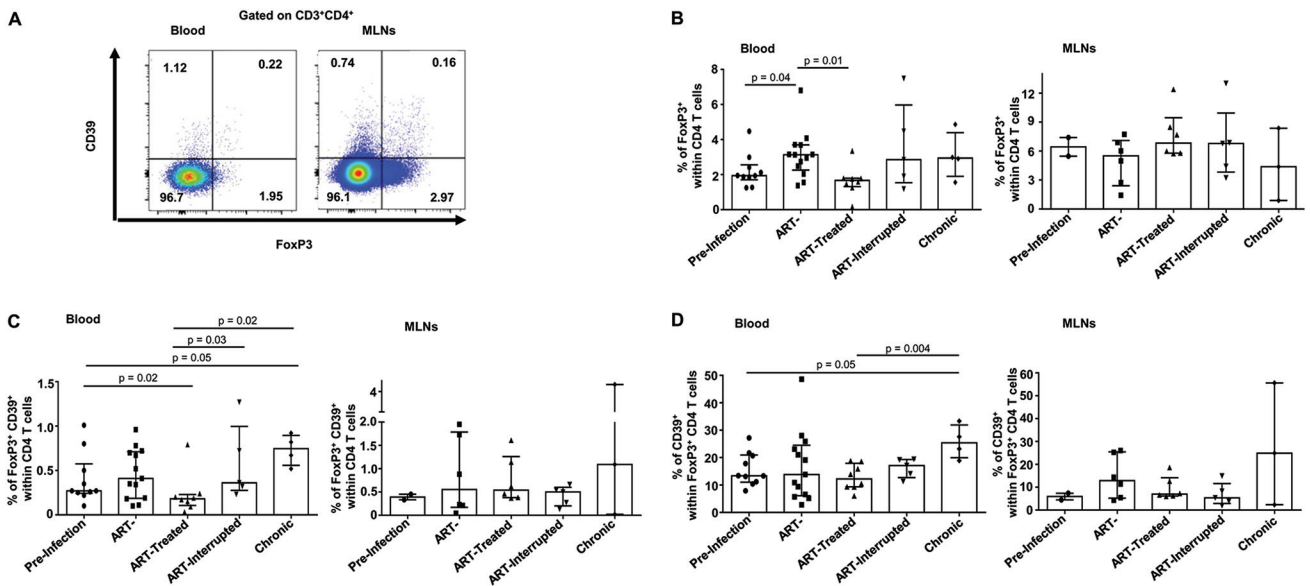 A
Gated on CD3⁺CD4⁺
Blood
MLNs
1.12
0.22
0.74
0.16
96.7
1.95
96.1
2.97
CD39
FoxP3
B
Blood
MLNs
p = 0.01
p = 0.04
% of FoxP3⁺
within CD4 T cells
8
6
4
2
0
Pre-Infection
ART-
ART-Treated
ART-Interrupted
Chronic
% of FoxP3⁺
within CD4 T cells
12
9
6
3
0
Pre-Infection
ART-
ART-Treated
ART-Interrupted
Chronic
C
Blood
MLNs
p = 0.02
p = 0.03
p = 0.05
p = 0.02
% of FoxP3⁺ CD39⁺
within CD4 T cells
1.5
1.0
0.5
0.0
Pre-Infection
ART-
ART-Treated
ART-Interrupted
Chronic
% of FoxP3⁺ CD39⁺
within CD4 T cells
4
2.0
1.5
1.0
0.5
0.0
Pre-Infection
ART-
ART-Treated
ART-Interrupted
Chronic
D
Blood
MLNs
p = 0.004
p = 0.05
% of CD39⁺
within FoxP3⁺ CD4 T cells
50
40
30
20
10
0
Pre-Infection
ART-
ART-Treated
ART-Interrupted
Chronic
% of CD39⁺
within FoxP3⁺ CD4 T cells
60
50
40
30
20
10
0
Pre-Infection
ART-
ART-Treated
ART-Interrupted
Chronic